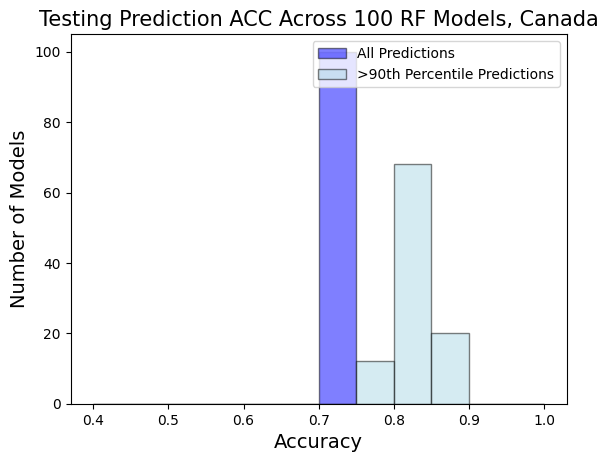 Testing Prediction ACC Across 100 RF Models, Canada
All Predictions
>90th Percentile Predictions
Number of Models
100
80
60
40
20
0
0.4 0.5 0.6 0.7 0.8 0.9 1.0
Accuracy